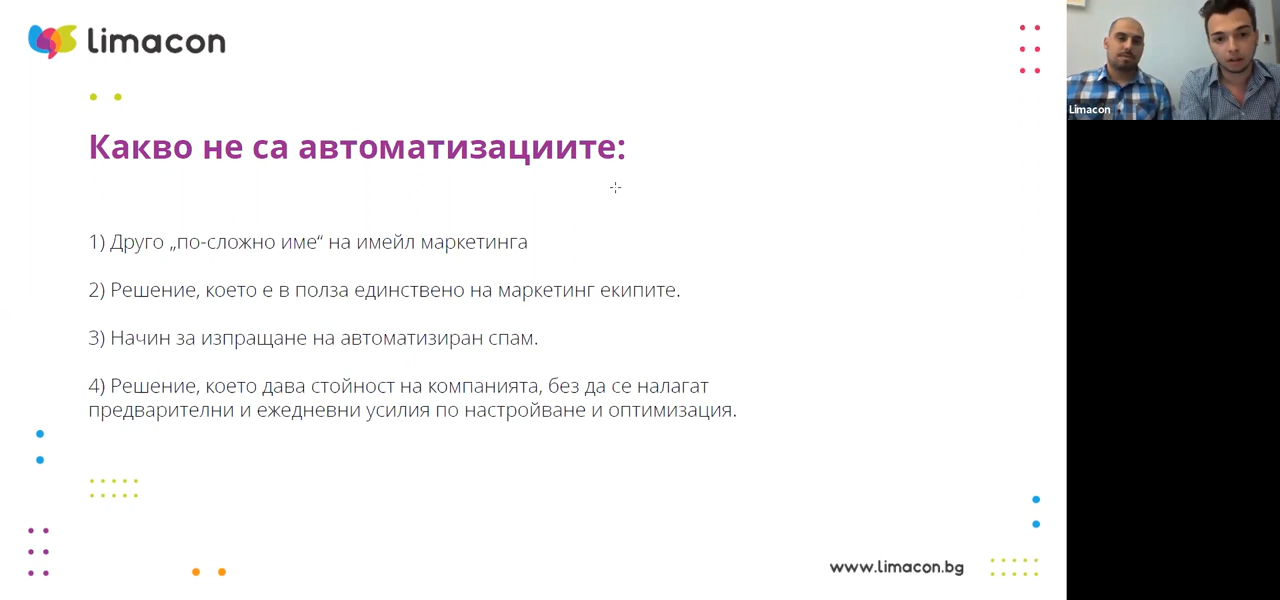 limacon
Limacon
Какво не са автоматизациите:
1) Друго „по-сложно име“ на имейл маркетинга
2) Решение, което е в полза единствено на маркетинг екипите.
3) Начин за изпращане на автоматизиран спам.
4) Решение, което дава стойност на компанията, без да се налагат
предварителни и ежедневни усилия по настройване и оптимизация.
www.limacon.bg